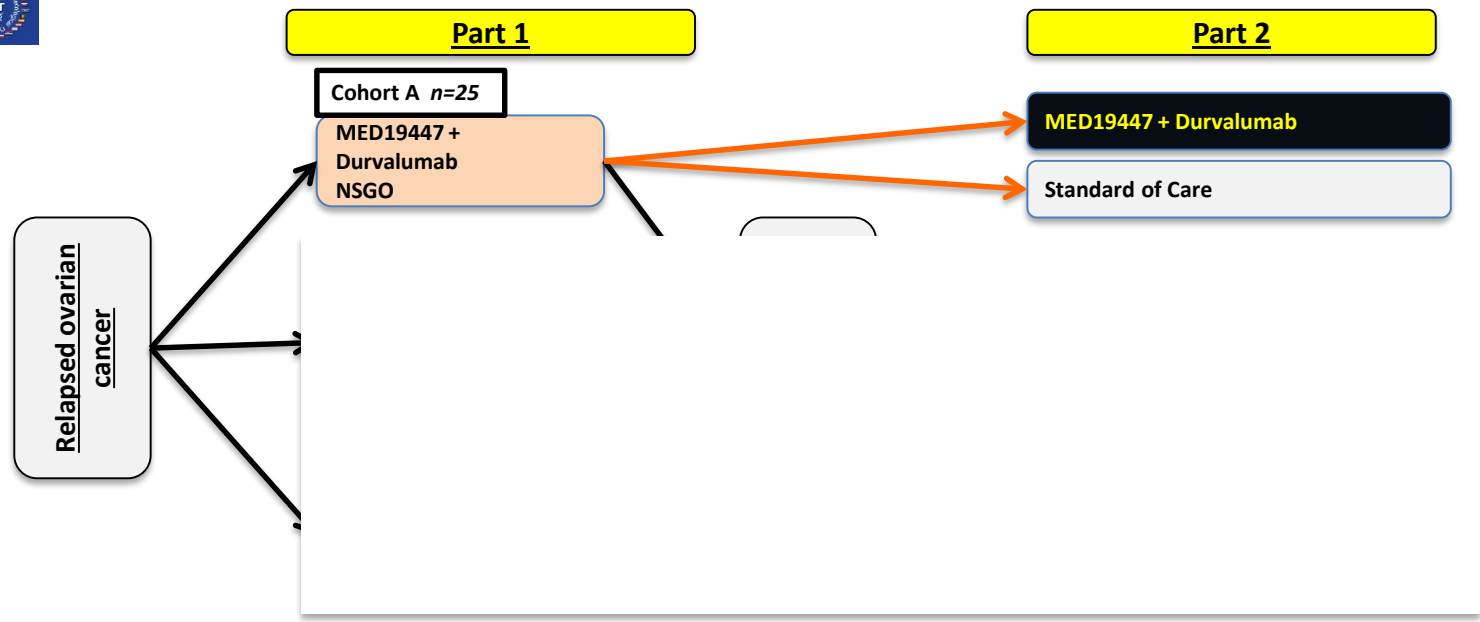 Part 1
Part 2
Cohort A n=25
MED19447 +
Durvalumab
NSGO
MED19447 + Durvalumab
Standard of Care
Relapsed ovarian
cancer